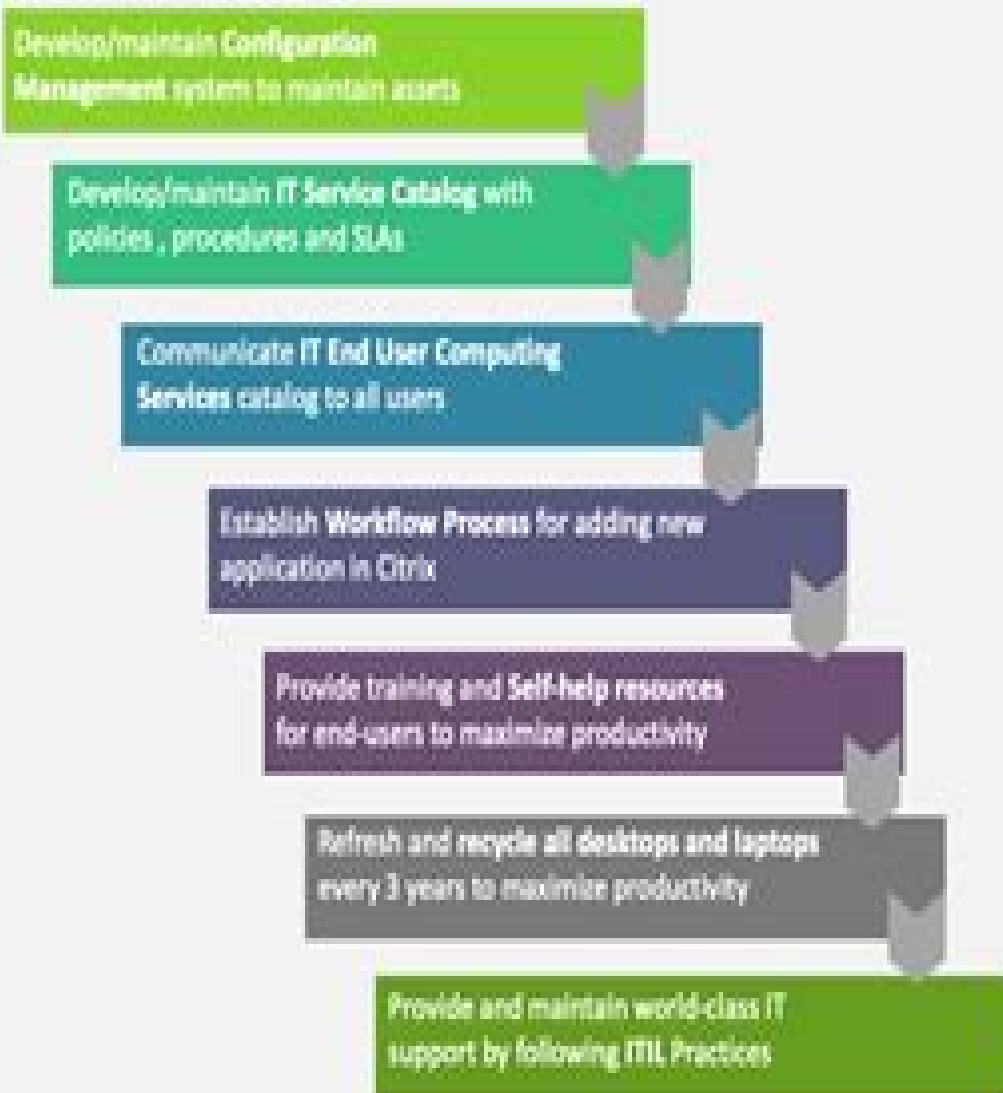 Develop/maintain Configuration
Management system to maintain assets
Develop/maintain IT Service Catalog with
policies , procedures and SLAs
Communicate IT End User Computing
Services catalog to all users
Establish Workflow Process for adding new
application in Citrix
Provide training and Self-help resources
for end-users to maximize productivity
Refresh and recycle all desktops and laptops
every 3 years to maximize productivity
Provide and maintain world-class IT
support by following ITIL Practices